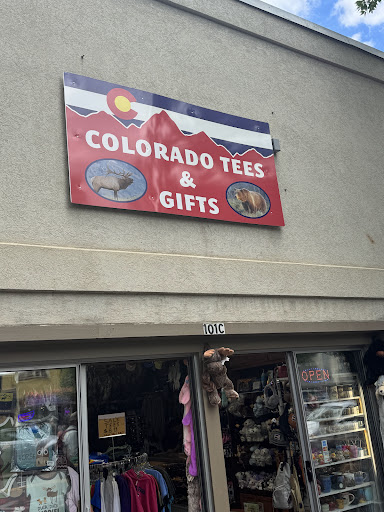 COLORADO TEES
&
GIFTS
101C
OPEN